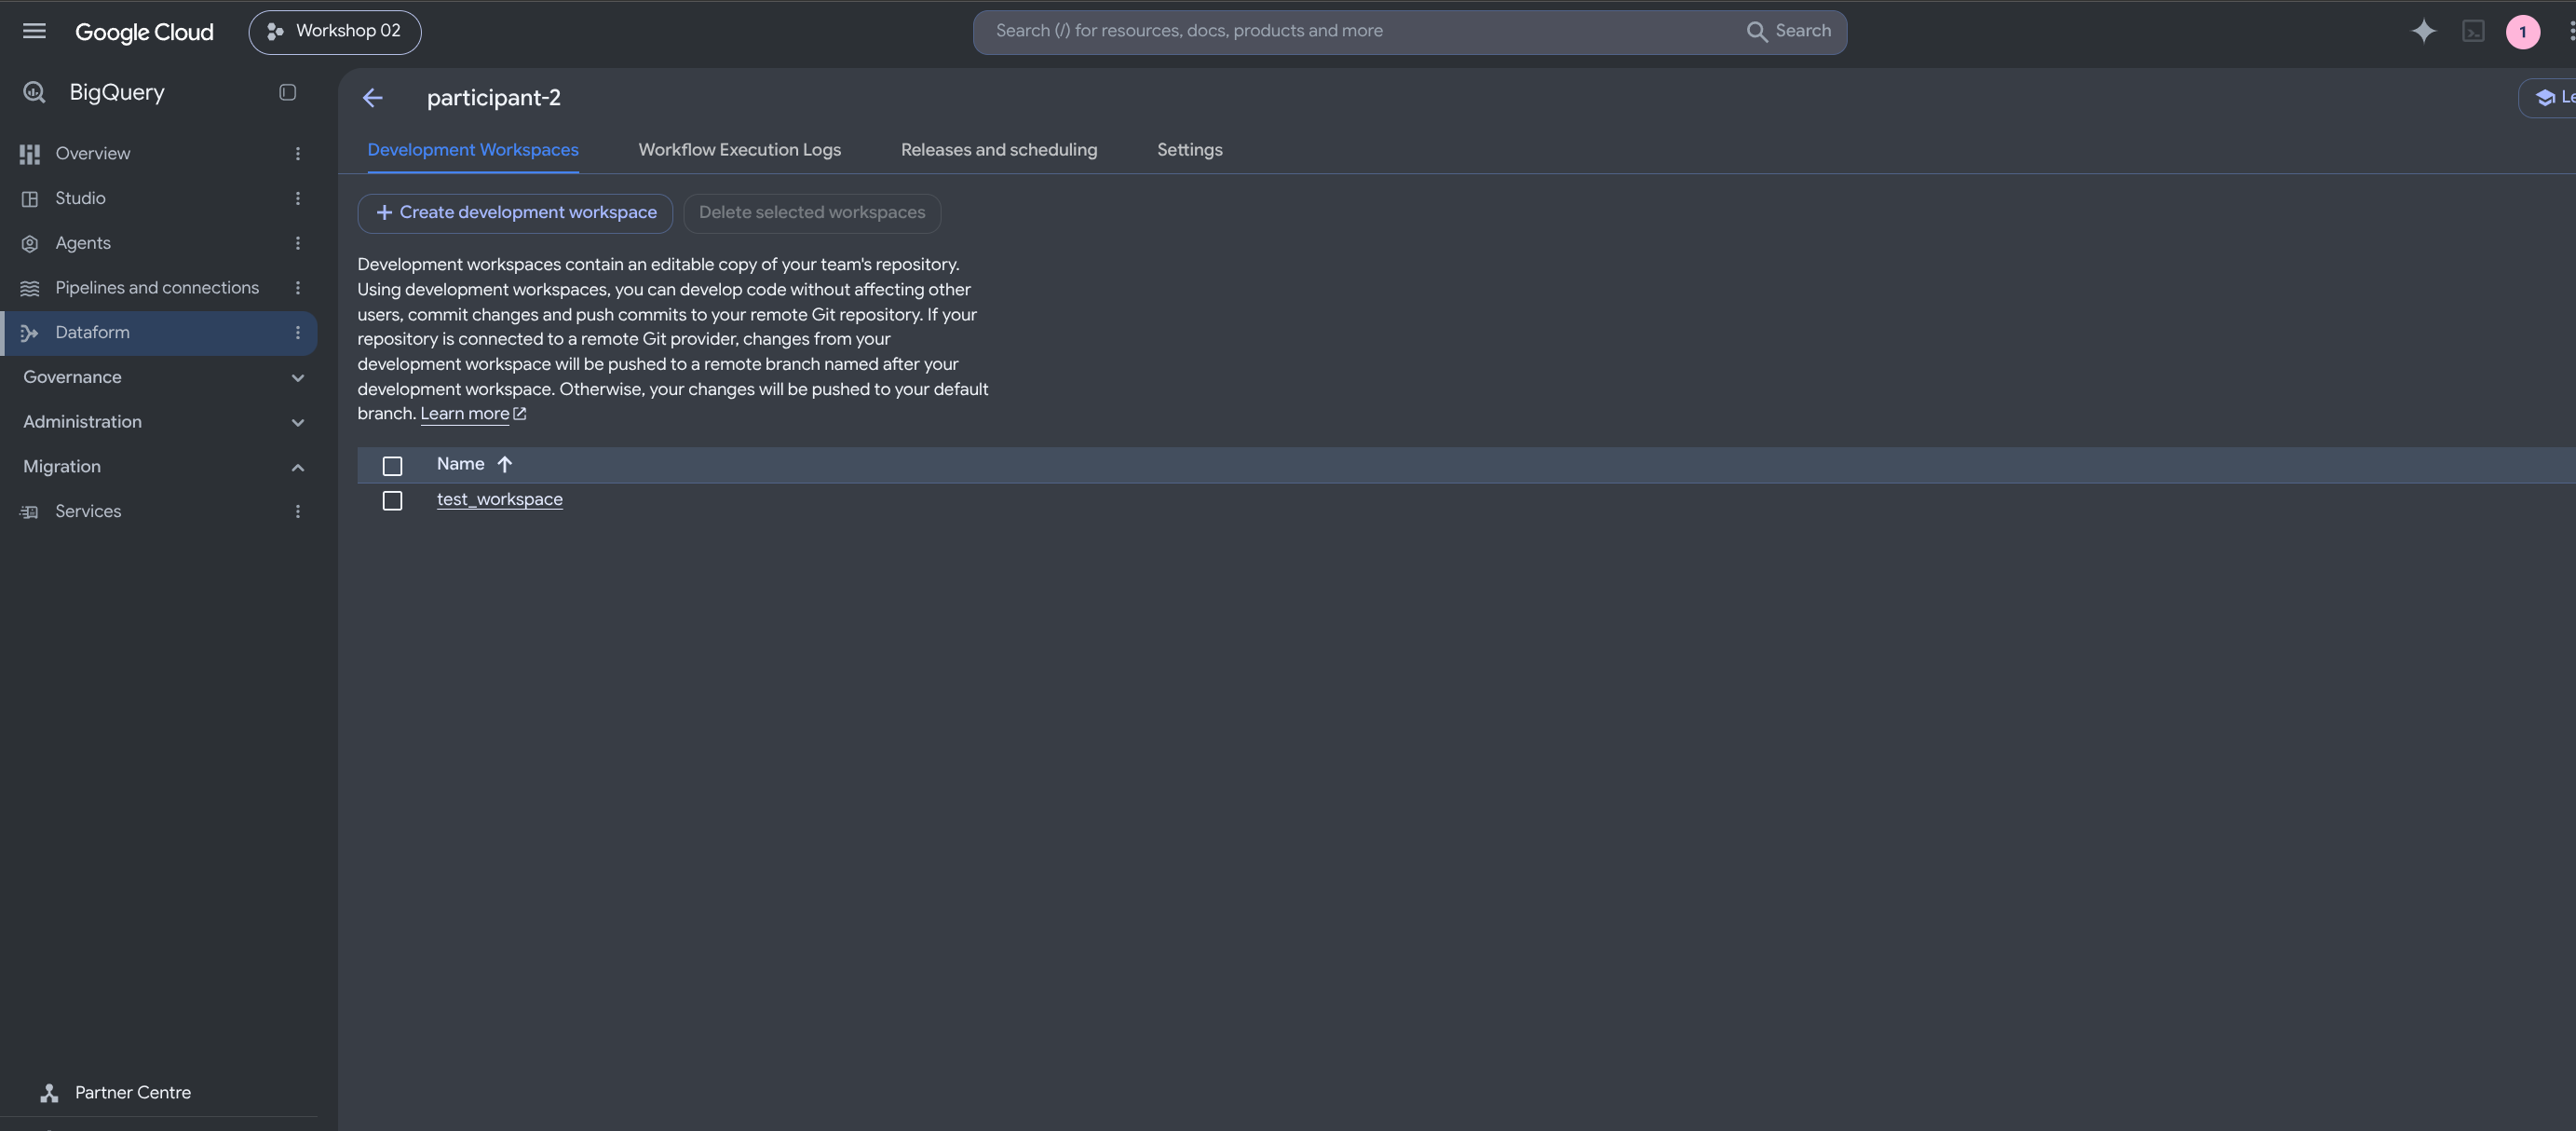 Google Cloud
Workshop 02
Search (/) for resources, docs, products and more
Search
1
BigQuery
Overview
Studio
Agents
Pipelines and connections
Dataform
Governance
Administration
Migration
Services
Partner Centre
participant-2
Le
Development Workspaces
Workflow Execution Logs
Releases and scheduling
Settings
+ Create development workspace
Delete selected workspaces
Development workspaces contain an editable copy of your team's repository.
Using development workspaces, you can develop code without affecting other
users, commit changes and push commits to your remote Git repository. If your
repository is connected to a remote Git provider, changes from your
development workspace will be pushed to a remote branch named after your
development workspace. Otherwise, your changes will be pushed to your default
branch. Learn more
Name
test_workspace